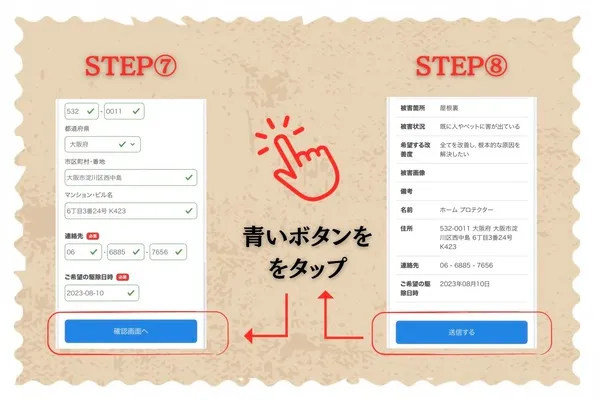 STEP⑦
532 - 0011
都道府県
大阪府
市区町村・番地
大阪市淀川区西中島
マンション・ビル名
6丁目3番24号 K423
連絡先 必須
06 - 6885 - 7656
ご希望の駆除日時 必須
2023-08-10
確認画面へ
青いボタンを
をタップ
STEP⑧
被害箇所 屋根裏
被害状況 既に人やペットに害が出ている
希望する改善度 全てを改善し、根本的な原因を
解決したい
被害画像
備考
名前 ホーム プロテクター
住所 532-0011 大阪府 大阪市淀
川区西中島 6丁目3番24号
K423
連絡先 06 - 6885 - 7656
ご希望の駆除日時 2023年08月10日
送信する